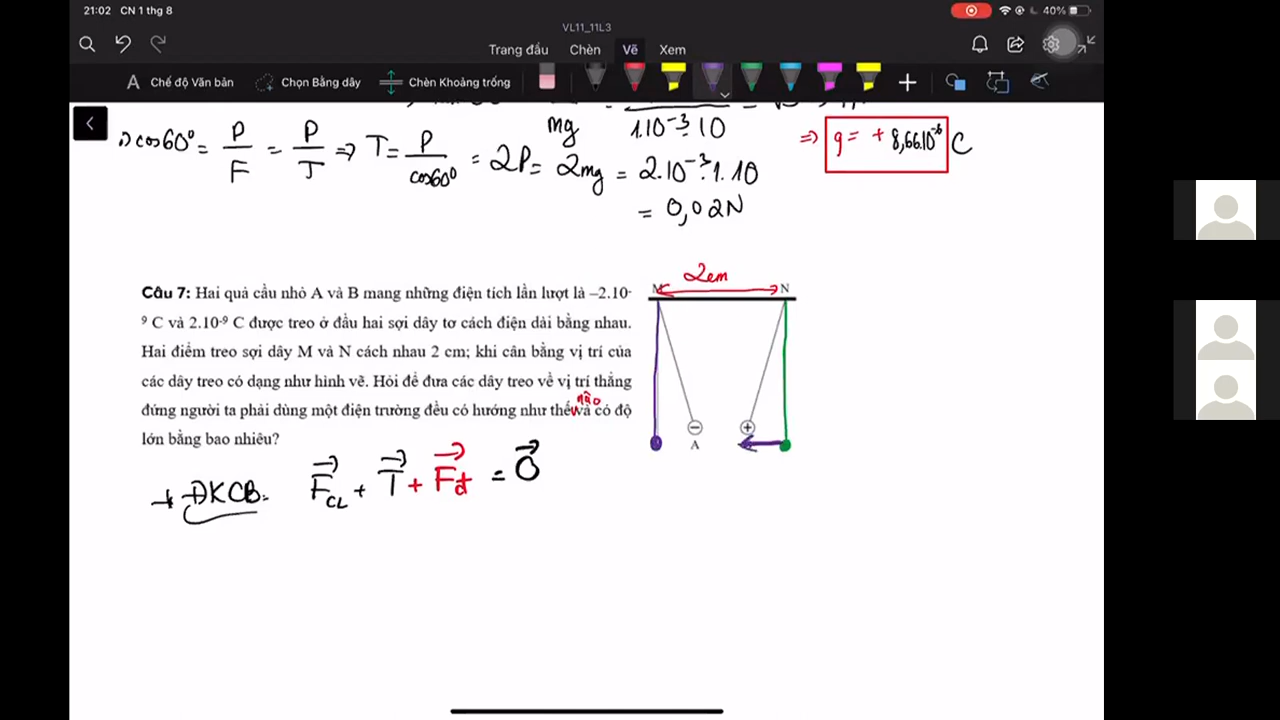 21:02 CN 1 thg 8
40%
VL11_11L3
Trang đầu Chèn Vẽ Xem
A Chế độ Văn bản Chọn Bằng dây Chèn Khoảng trống
cos60° = P/F = P/T => T = P/cos60° = 2P = 2mg = 2.10⁻³.1.10
= 0,02N
mg 1.10⁻³.10
=> q = + 8,66.10⁻⁶ C
Câu 7: Hai quả cầu nhỏ A và B mang những điện tích lần lượt là –2.10-
⁹ C và 2.10⁻⁹ C được treo ở đầu hai sợi dây tơ cách điện dài bằng nhau.
Hai điểm treo sợi dây M và N cách nhau 2 cm; khi cân bằng vị trí của
các dây treo có dạng như hình vẽ. Hỏi để đưa các dây treo về vị trí thẳng
đứng người ta phải dùng một điện trường đều có hướng như thế nào và có độ
lớn bằng bao nhiêu?
2cm
M N
A
→ ĐKCB: F⃗CL + T⃗ + F⃗đ = 0⃗